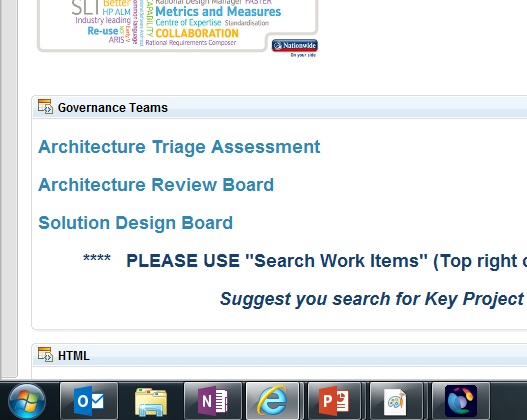 SLT Better Rational Design Manager FASTER
HP ALM
Metrics and Measures
Industry leading
Centre of Expertise Standardisation
Re-use
COLLABORATION
ARIS
Rational Requirements Composer
CAPABILITY
Nationwide
On your side
Governance Teams
Architecture Triage Assessment
Architecture Review Board
Solution Design Board
**** PLEASE USE "Search Work Items" (Top right
Suggest you search for Key Project
HTML